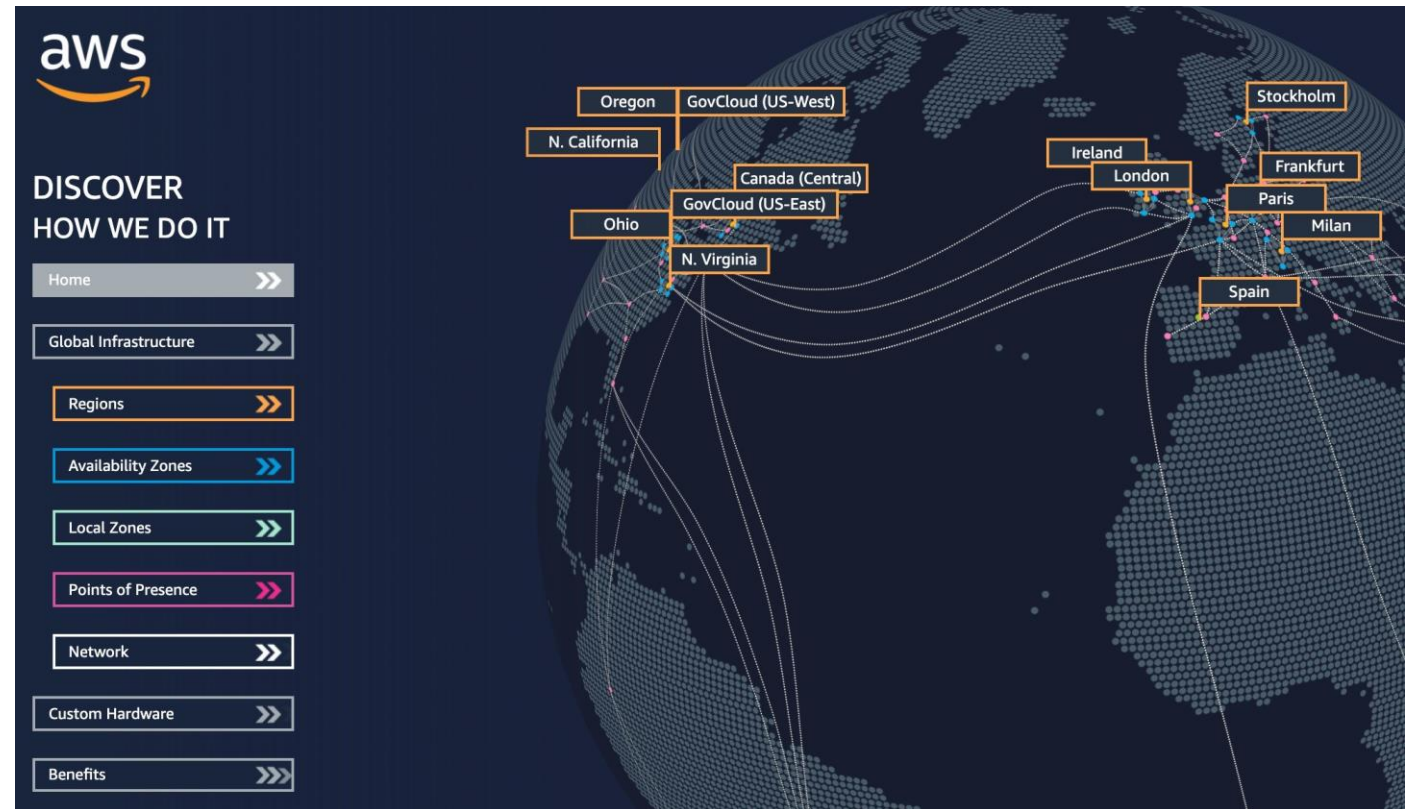 aws
DISCOVER
HOW WE DO IT
Home
Global Infrastructure
Regions
Availability Zones
Local Zones
Points of Presence
Network
Custom Hardware
Benefits
Oregon
GovCloud (US-West)
N. California
Canada (Central)
GovCloud (US-East)
Ohio
N. Virginia
Stockholm
Ireland
London
Frankfurt
Paris
Milan
Spain